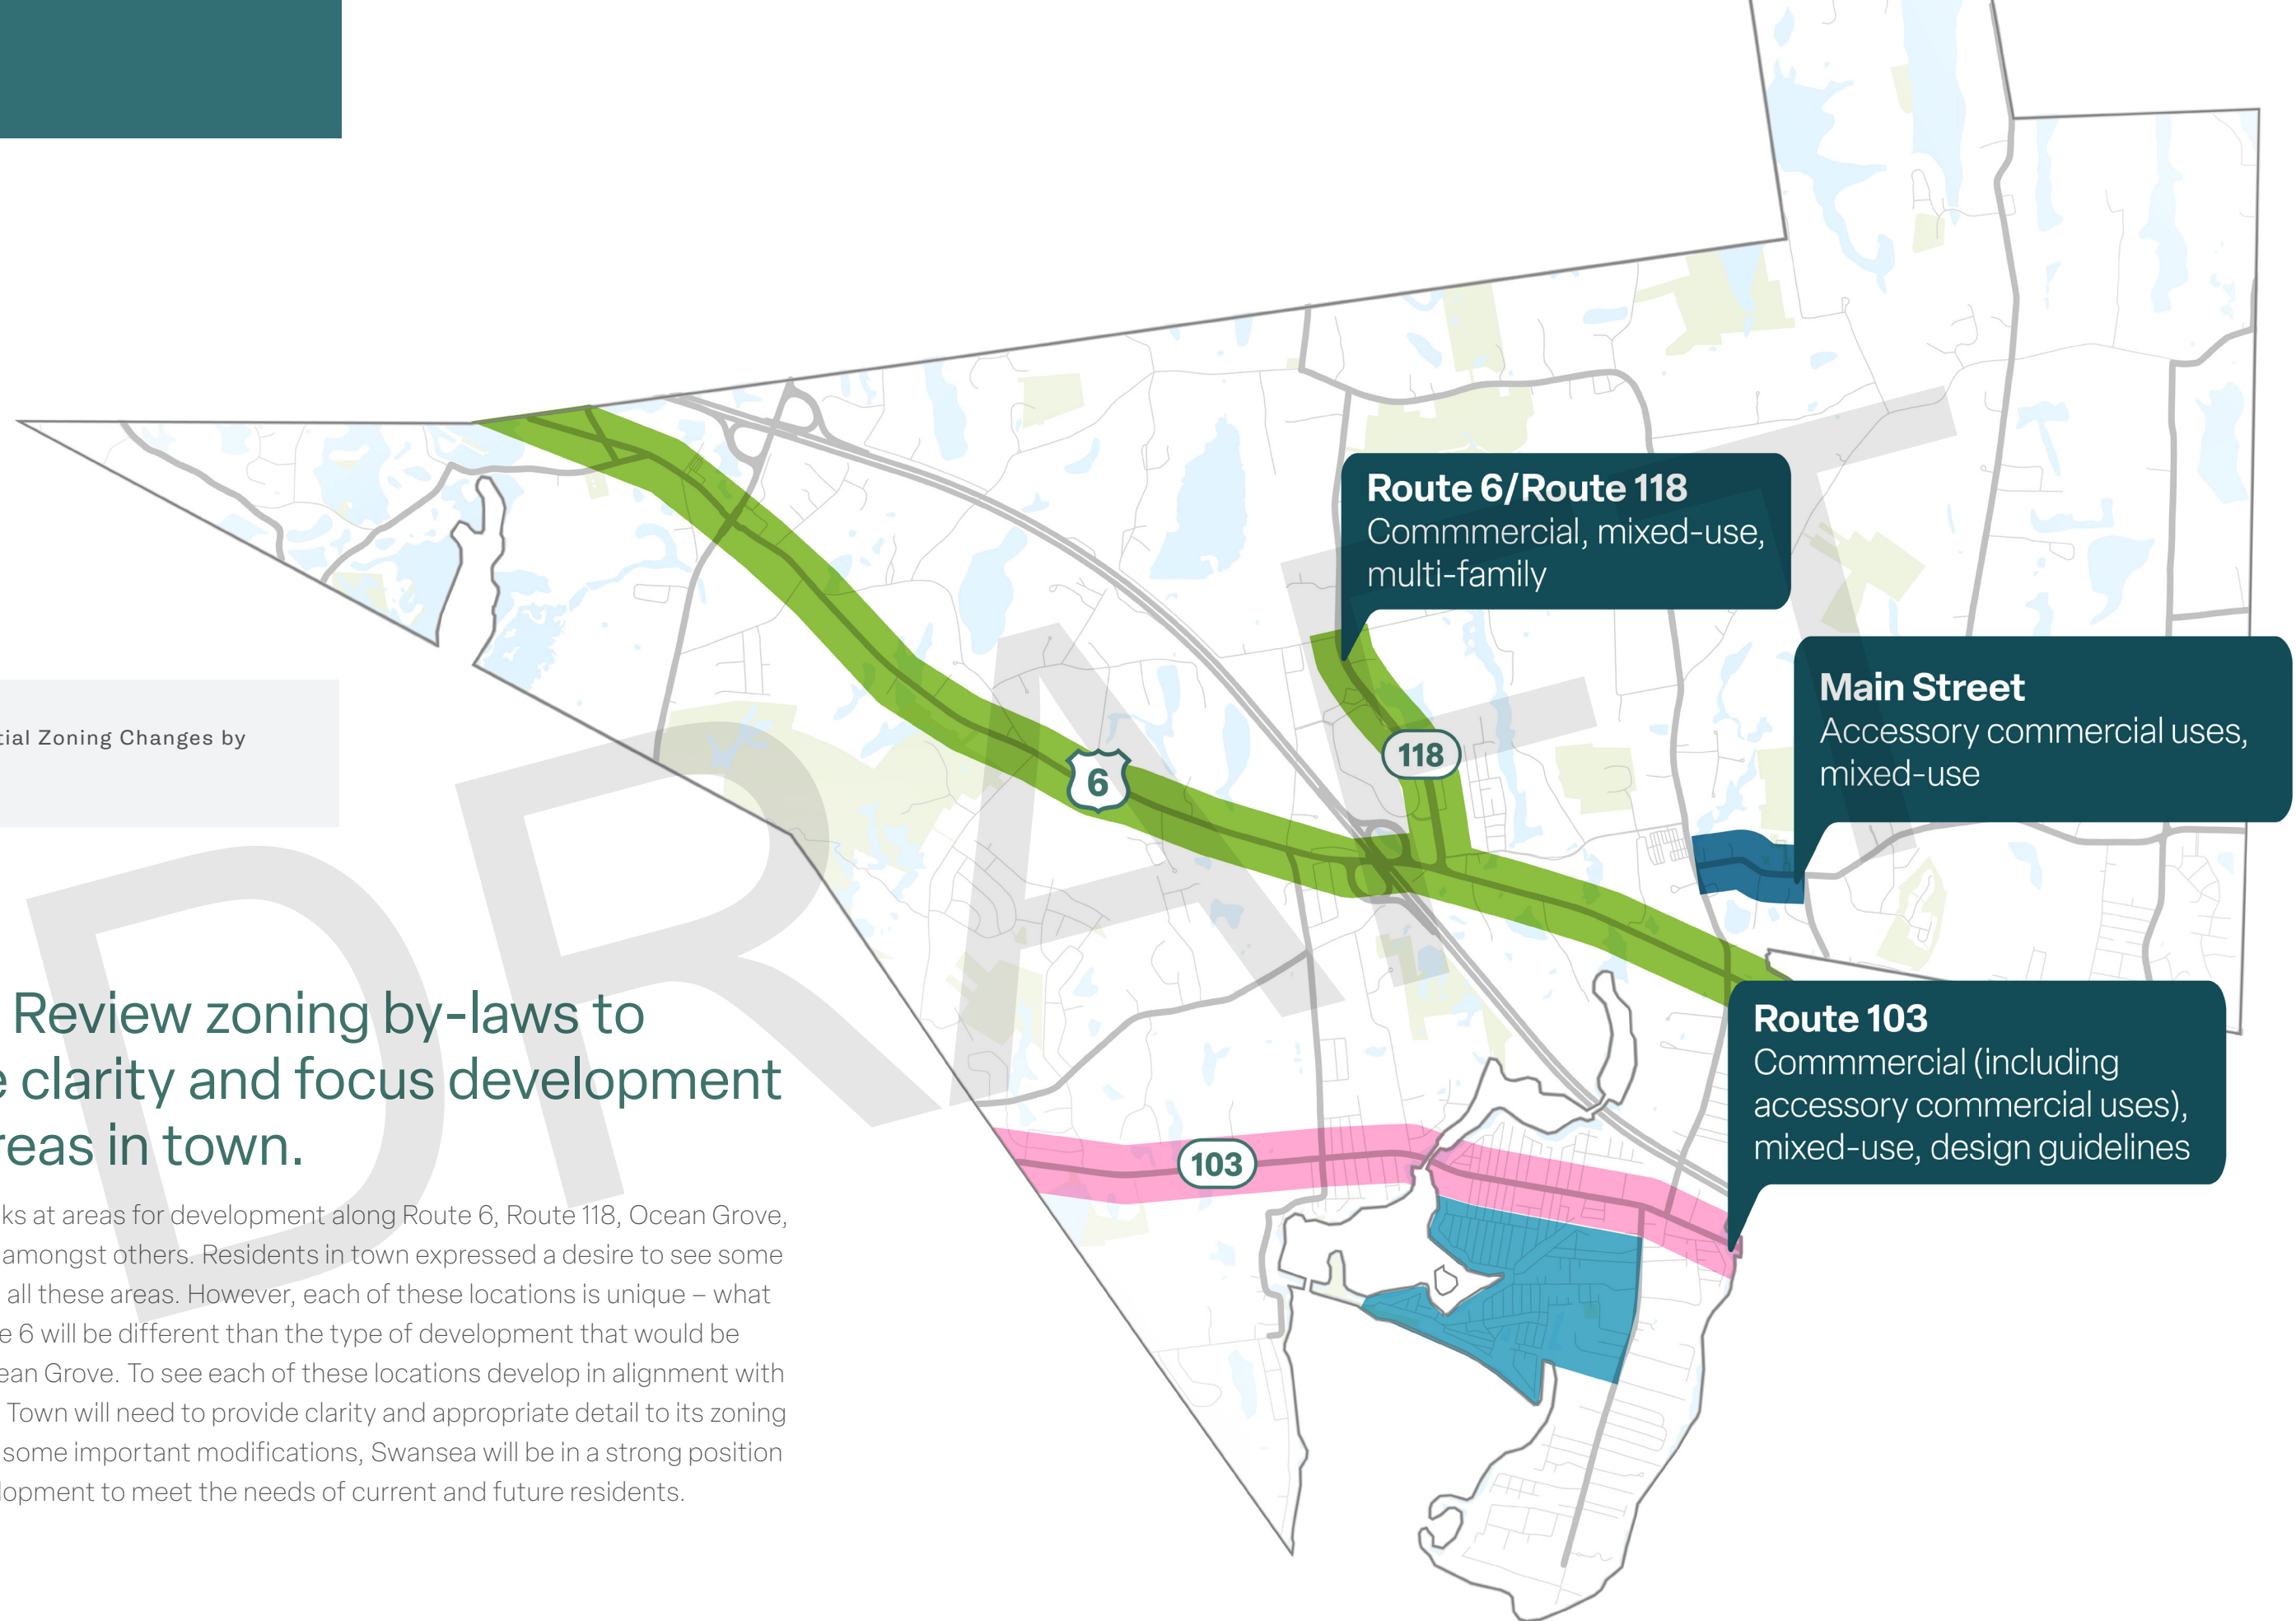 Route 6/Route 118
Commmercial, mixed-use,
multi-family
Main Street
Accessory commercial uses,
mixed-use
6
118
tial Zoning Changes by
Route 103
Commmercial (including
accessory commercial uses),
mixed-use, design guidelines
103
DRAFT
Review zoning by-laws to
e clarity and focus development
reas in town.
ks at areas for development along Route 6, Route 118, Ocean Grove,
amongst others. Residents in town expressed a desire to see some
all these areas. However, each of these locations is unique – what
e 6 will be different than the type of development that would be
ean Grove. To see each of these locations develop in alignment with
Town will need to provide clarity and appropriate detail to its zoning
some important modifications, Swansea will be in a strong position
lopment to meet the needs of current and future residents.